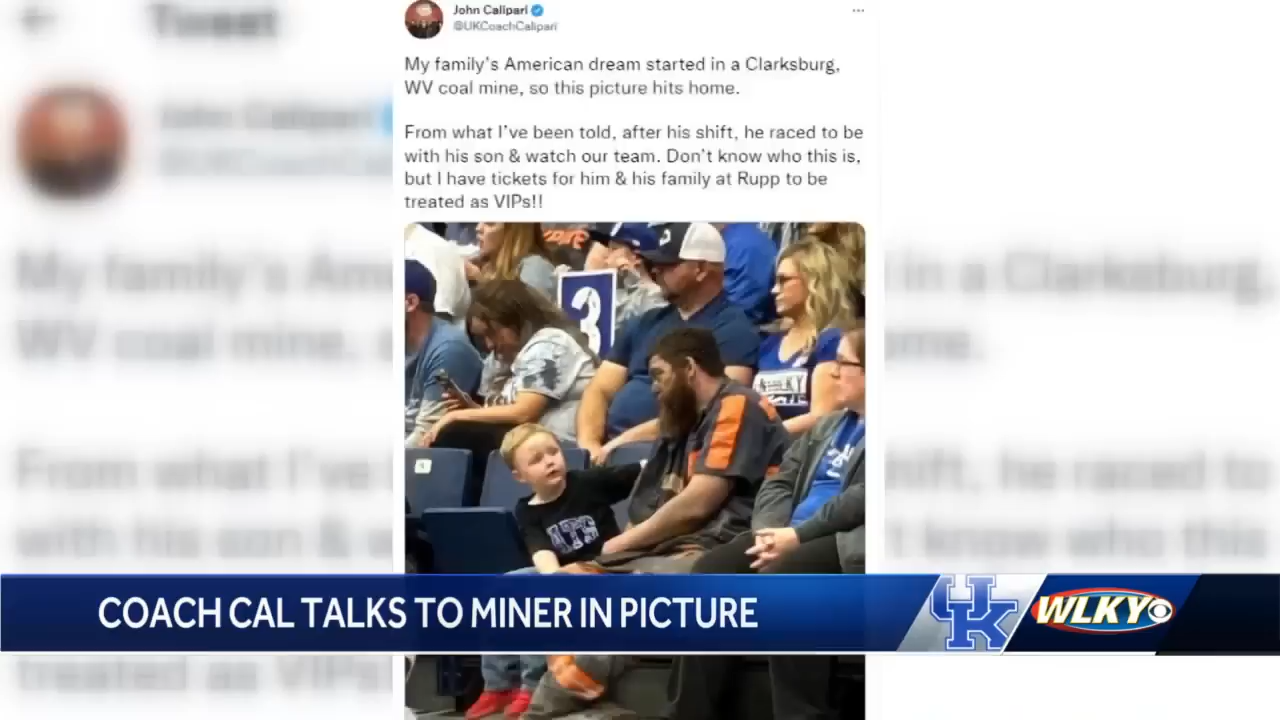 John Calipari
@UKCoachCalipari
My family's American dream started in a Clarksburg,
WV coal mine, so this picture hits home.
From what I've been told, after his shift, he raced to be
with his son & watch our team. Don't know who this is,
but I have tickets for him & his family at Rupp to be
treated as VIPs!!
3
COACH CAL TALKS TO MINER IN PICTURE
UK
WLKY